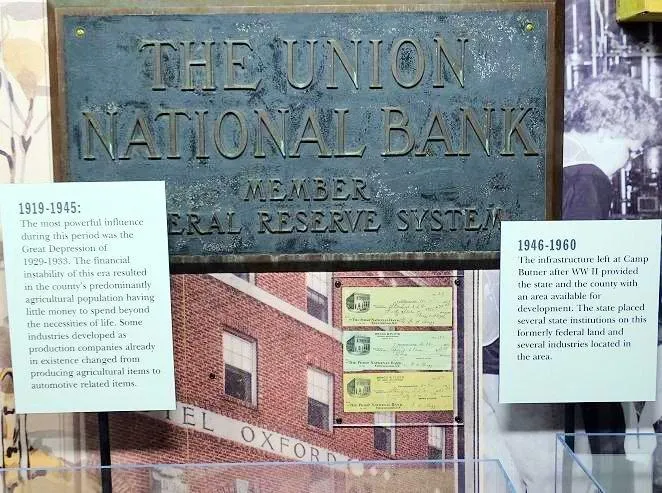 THE UNION
NATIONAL BANK
MEMBER
ERAL RESERVE SYSTEM
1919-1945:
The most powerful influence
during this period was the
Great Depression of
1929-1933. The financial
instability of this era resulted
in the county's predominantly
agricultural population having
little money to spend beyond
the necessities of life. Some
industries developed as
production companies already
in existence changed from
producing agricultural items to
automotive related items.
1946-1960
The infrastructure left at Camp
Butner after WW II provided
the state and the county with
an area available for
development. The state placed
several state institutions on this
formerly federal land and
several industries located in
the area.
EL OXFORD